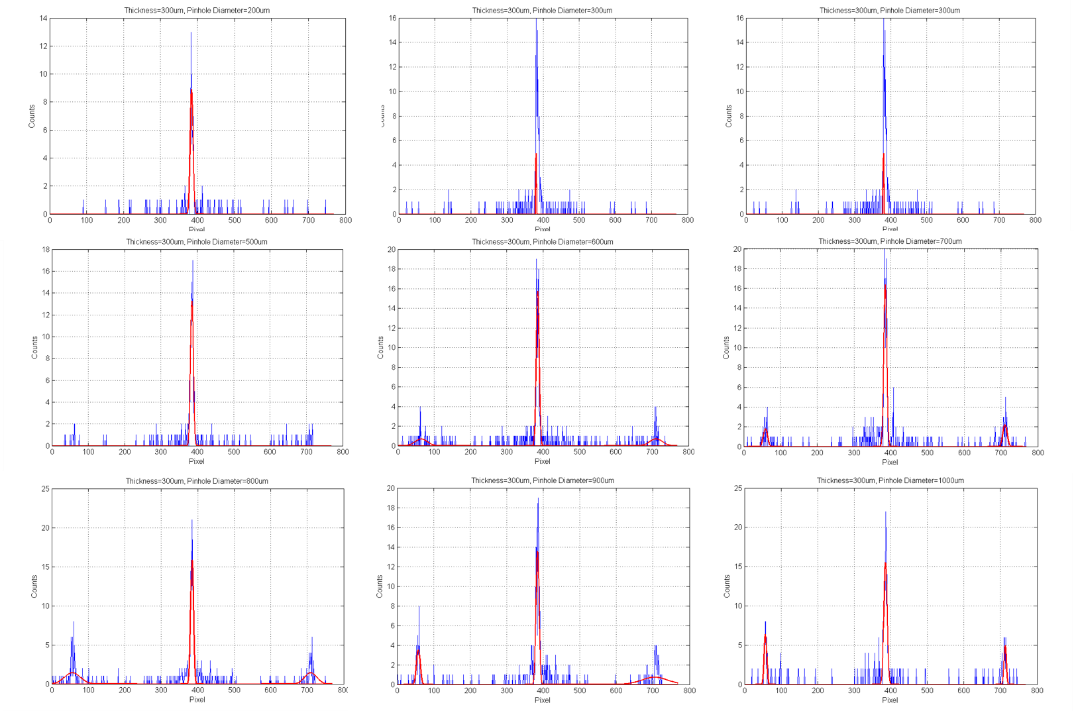 Thickness=300um, Pinhole Diameter=200um
14
12
10
8
6
4
2
0
Counts
0 100 200 300 400 500 600 700 800
Pixel
Thickness=300um, Pinhole Diameter=300um
16
14
12
10
8
6
4
2
0
Counts
0 100 200 300 400 500 600 700 800
Pixel
Thickness=300um, Pinhole Diameter=300um
16
14
12
10
8
6
4
2
0
Counts
0 100 200 300 400 500 600 700 800
Pixel
Thickness=300um, Pinhole Diameter=500um
18
16
14
12
10
8
6
4
2
0
Counts
0 100 200 300 400 500 600 700 800
Pixel
Thickness=300um, Pinhole Diameter=600um
20
18
16
14
12
10
8
6
4
2
0
Counts
0 100 200 300 400 500 600 700 800
Pixel
Thickness=300um, Pinhole Diameter=700um
20
18
16
14
12
10
8
6
4
2
0
Counts
0 100 200 300 400 500 600 700 800
Pixel
Thickness=300um, Pinhole Diameter=800um
25
20
15
10
5
0
Counts
0 100 200 300 400 500 600 700 800
Pixel
Thickness=300um, Pinhole Diameter=900um
20
18
16
14
12
10
8
6
4
2
0
Counts
0 100 200 300 400 500 600 700 800
Pixel
Thickness=300um, Pinhole Diameter=1000um
25
20
15
10
5
0
Counts
0 100 200 300 400 500 600 700 800
Pixel